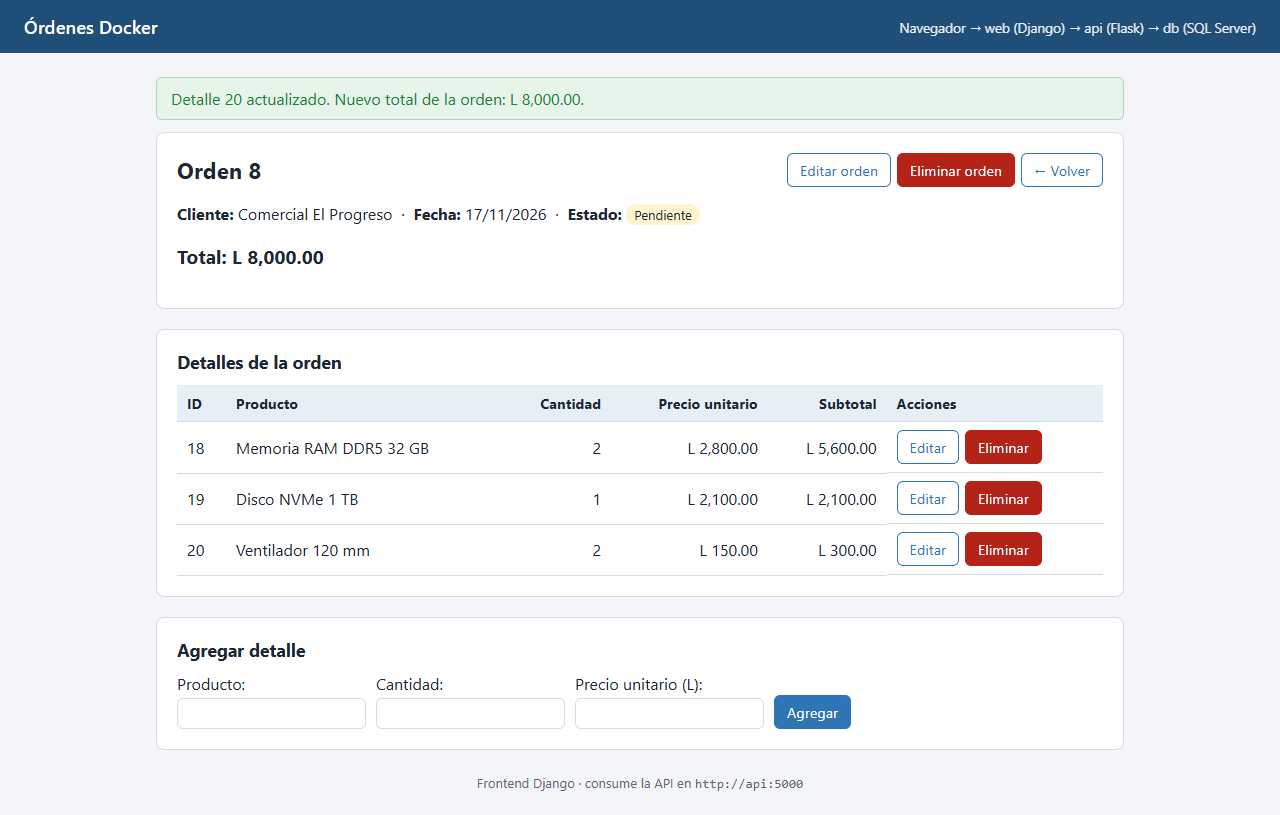 Órdenes Docker
Navegador → web (Django) → api (Flask) → db (SQL Server)
Detalle 20 actualizado. Nuevo total de la orden: L 8,000.00.
Orden 8
Editar orden Eliminar orden ← Volver
Cliente: Comercial El Progreso · Fecha: 17/11/2026 · Estado: Pendiente
Total: L 8,000.00
Detalles de la orden
ID Producto Cantidad Precio unitario Subtotal Acciones
18 Memoria RAM DDR5 32 GB 2 L 2,800.00 L 5,600.00 Editar Eliminar
19 Disco NVMe 1 TB 1 L 2,100.00 L 2,100.00 Editar Eliminar
20 Ventilador 120 mm 2 L 150.00 L 300.00 Editar Eliminar
Agregar detalle
Producto: Cantidad: Precio unitario (L):
Agregar
Frontend Django · consume la API en http://api:5000